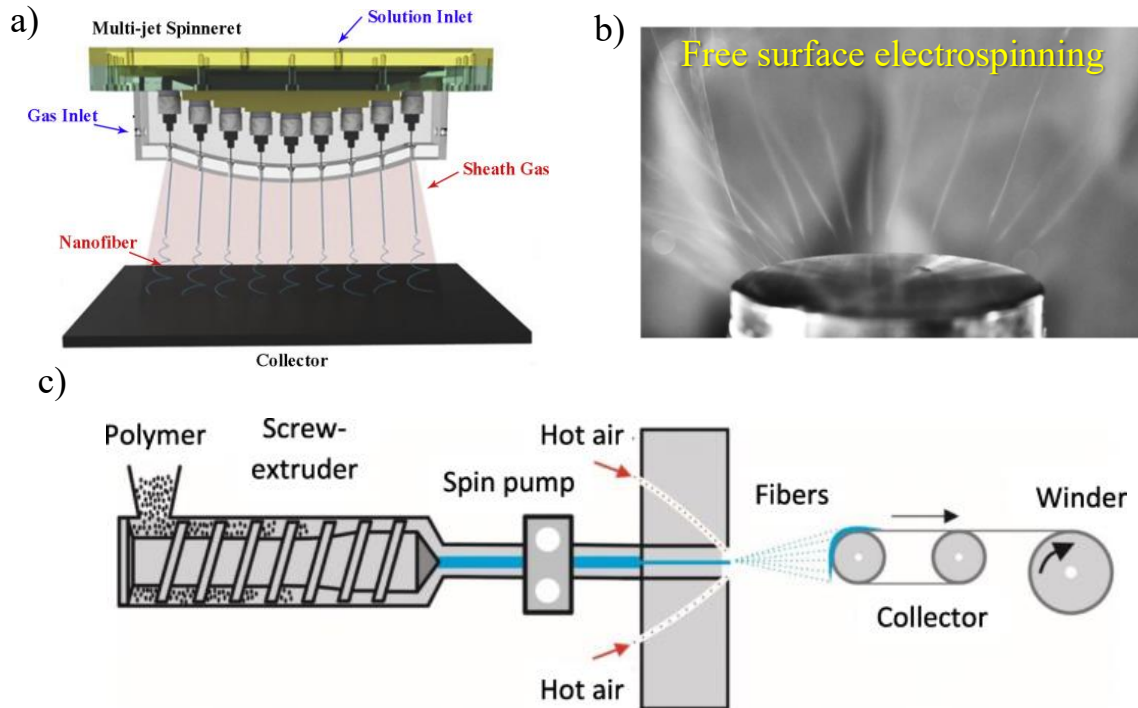 a)
Multi-jet Spinneret
Solution Inlet
Gas Inlet
Sheath Gas
Nanofiber
Collector
b)
Free surface electrospinning
c)
Polymer
Screw-
extruder
Spin pump
Hot air
Hot air
Fibers
Collector
Winder